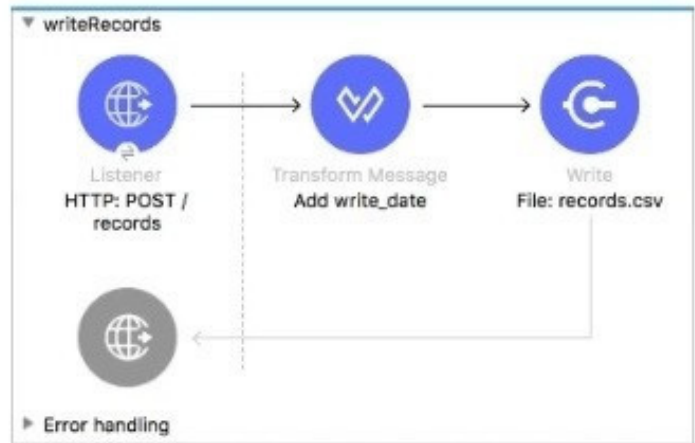 writeRecords
Listener
HTTP: POST /
records
Transform Message
Add write_date
Write
File: records.csv
Error handling